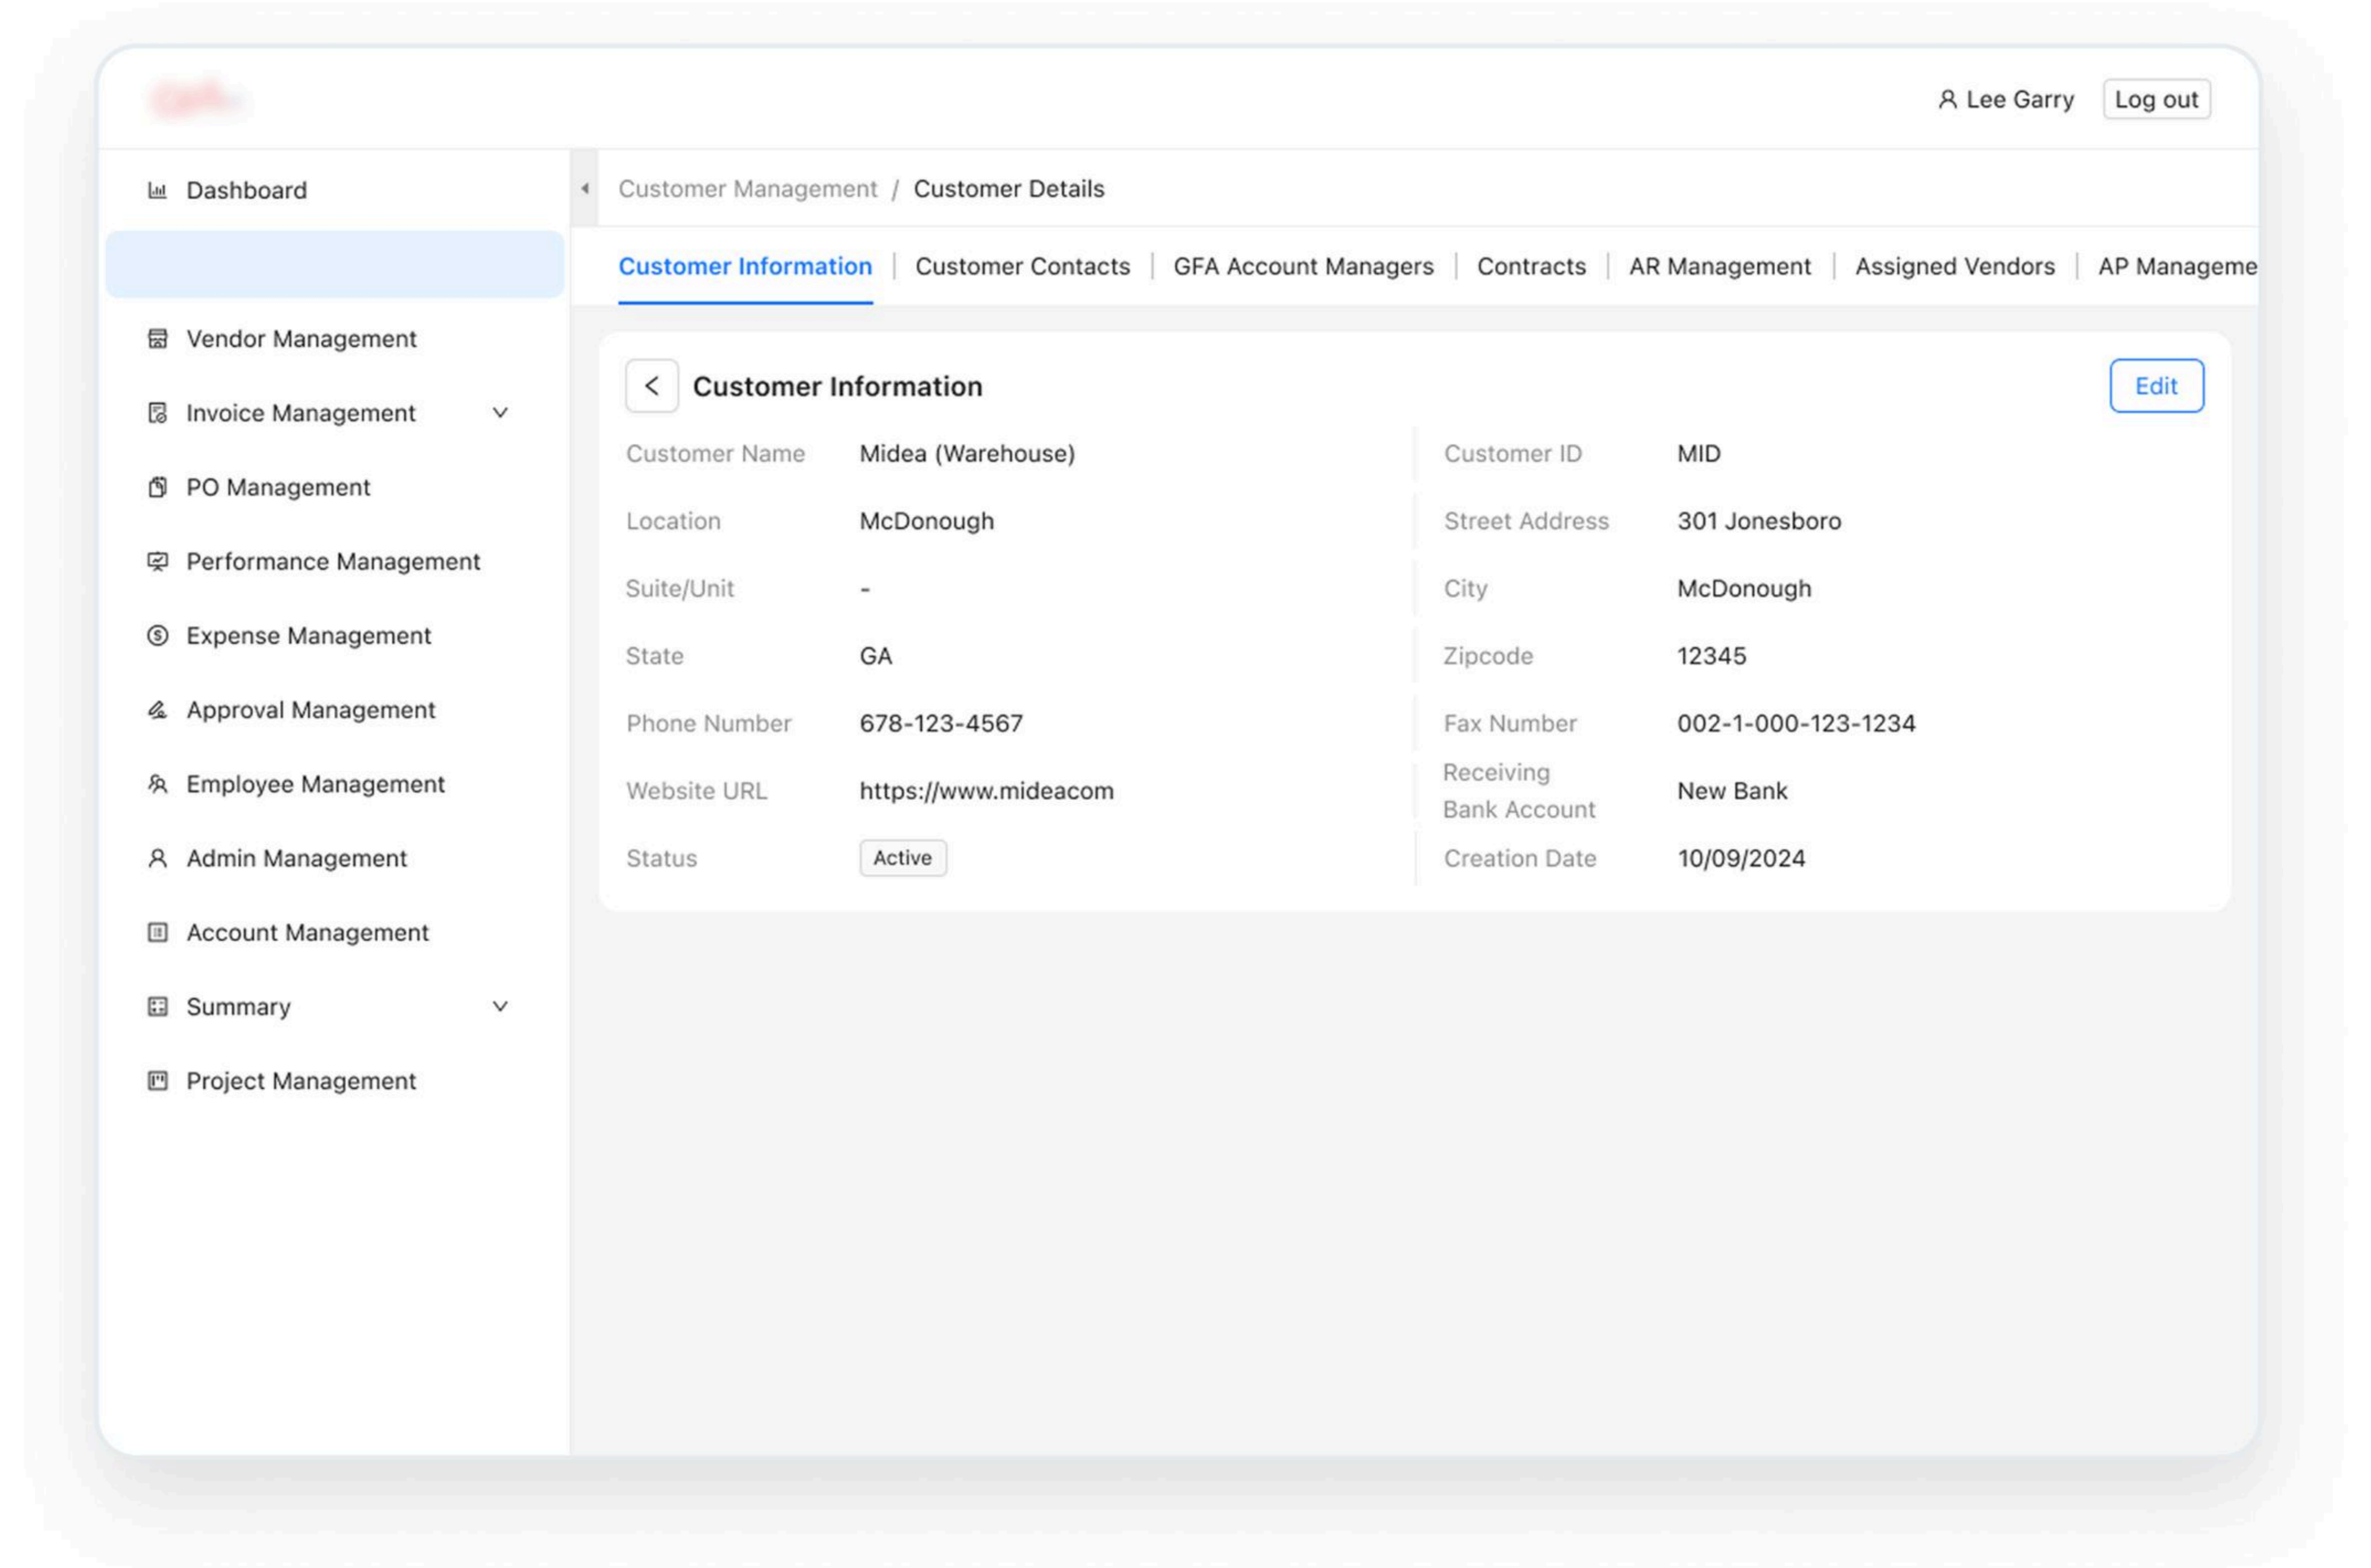 Lee Garry
Log out
Dashboard
Vendor Management
Invoice Management
PO Management
Performance Management
Expense Management
Approval Management
Employee Management
Admin Management
Account Management
Summary
Project Management
Customer Management / Customer Details
Customer Information | Customer Contacts | GFA Account Managers | Contracts | AR Management | Assigned Vendors | AP Manageme
Customer Information
Edit
Customer Name Midea (Warehouse) Customer ID MID
Location McDonough Street Address 301 Jonesboro
Suite/Unit - City McDonough
State GA Zipcode 12345
Phone Number 678-123-4567 Fax Number 002-1-000-123-1234
Website URL https://www.mideacom Receiving
Bank Account New Bank
Status Active Creation Date 10/09/2024